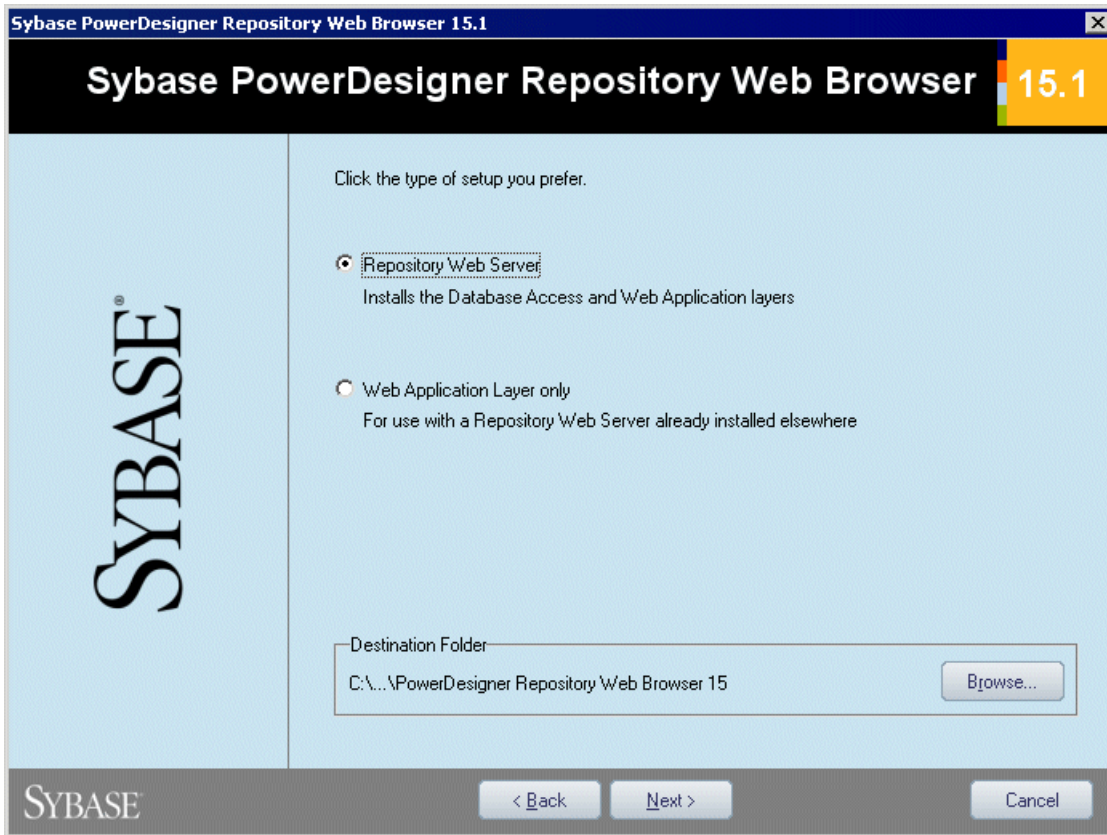 Sybase PowerDesigner Repository Web Browser 15.1
Sybase PowerDesigner Repository Web Browser 15.1
Click the type of setup you prefer.
Repository Web Server
Installs the Database Access and Web Application layers
Web Application Layer only
For use with a Repository Web Server already installed elsewhere
SYBASE®
Destination Folder
C:\...\PowerDesigner Repository Web Browser 15
Browse...
SYBASE
< Back
Next >
Cancel